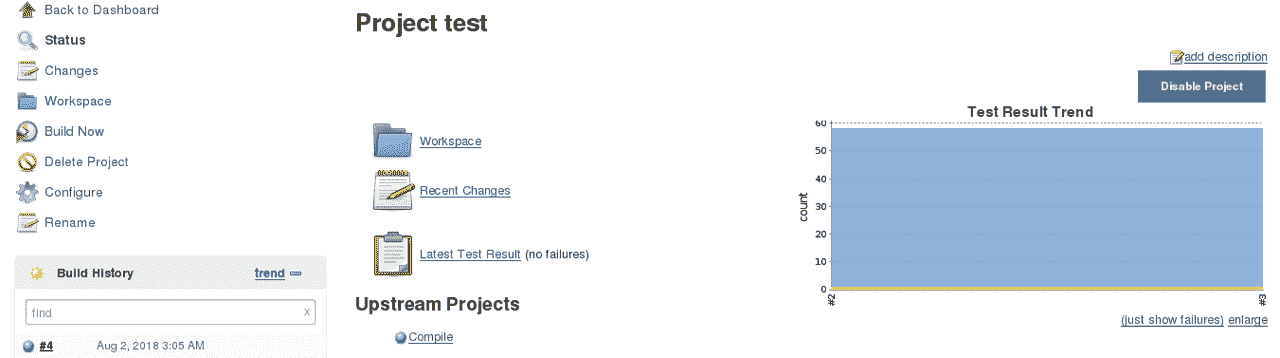 Back to Dashboard
Status
Changes
Workspace
Build Now
Delete Project
Configure
Rename
Build History
trend
find
x
#4
Aug 2, 2018 3:05 AM
Project test
Workspace
Recent Changes
Latest Test Result (no failures)
Upstream Projects
Compile
add description
Disable Project
Test Result Trend
count
60
50
40
30
20
10
0
#2
#3
(just show failures) enlarge